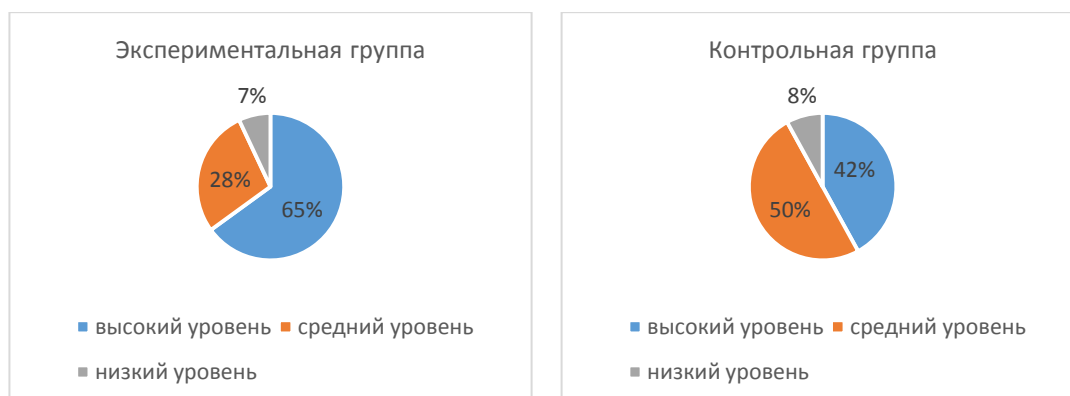 Экспериментальная группа
7%
28%
65%
высокий уровень средний уровень
низкий уровень
Контрольная группа
8%
42%
50%
высокий уровень средний уровень
низкий уровень